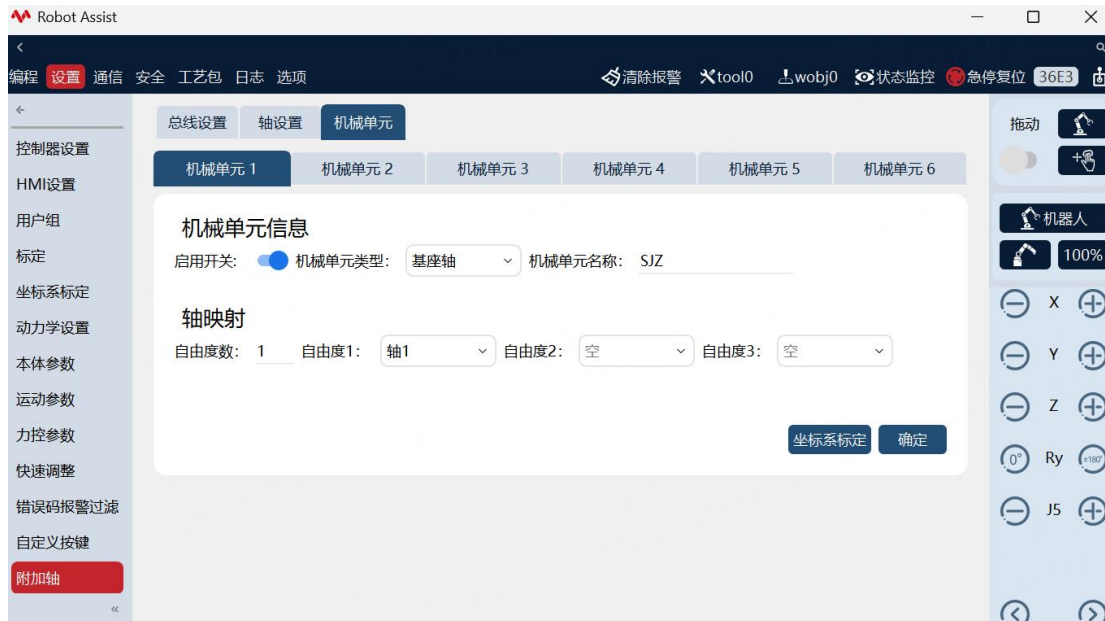 Robot Assist
编程 设置 通信 安全 工艺包 日志 选项 清除报警 tool0 wobj0 状态监控 急停复位 36E3
总线设置 轴设置 机械单元
拖动
控制器设置
机械单元 1 机械单元 2 机械单元 3 机械单元 4 机械单元 5 机械单元 6
HMI设置
用户组
机械单元信息
机器人
标定
启用开关: 机械单元类型: 基座轴 机械单元名称: SJZ
100%
坐标系标定
X
轴映射
动力学设置
自由度数: 1 自由度1: 轴1 自由度2: 空 自由度3: 空
Y
本体参数
运动参数
Z
力控参数
坐标系标定 确定
0° Ry ±180°
快速调整
错误码报警过滤
J5
自定义按键
附加轴